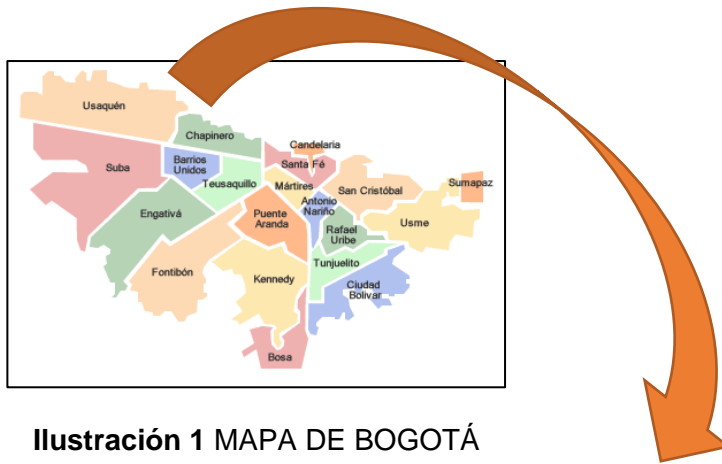 Usaquén
Chapinero
Candelaria
Suba
Barrios
Unidos
Santa Fé
Teusaquillo
Mártires
San Cristóbal
Sumapaz
Antonio
Nariño
Engativá
Puente
Aranda
Usme
Rafael
Uribe
Fontibón
Kennedy
Tunjuelito
Ciudad
Bolivar
Bosa
Ilustración 1 MAPA DE BOGOTÁ